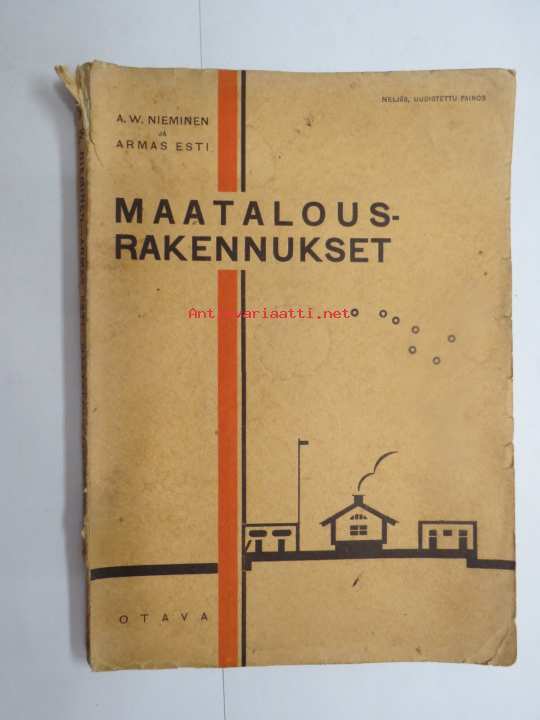 NELJÄS, UUDISTETTU PAINOS
A. W. NIEMINEN
JA
ARMAS ESTI
MAATALOUS-
RAKENNUKSET
Antikvariaatti.net
OTAVA